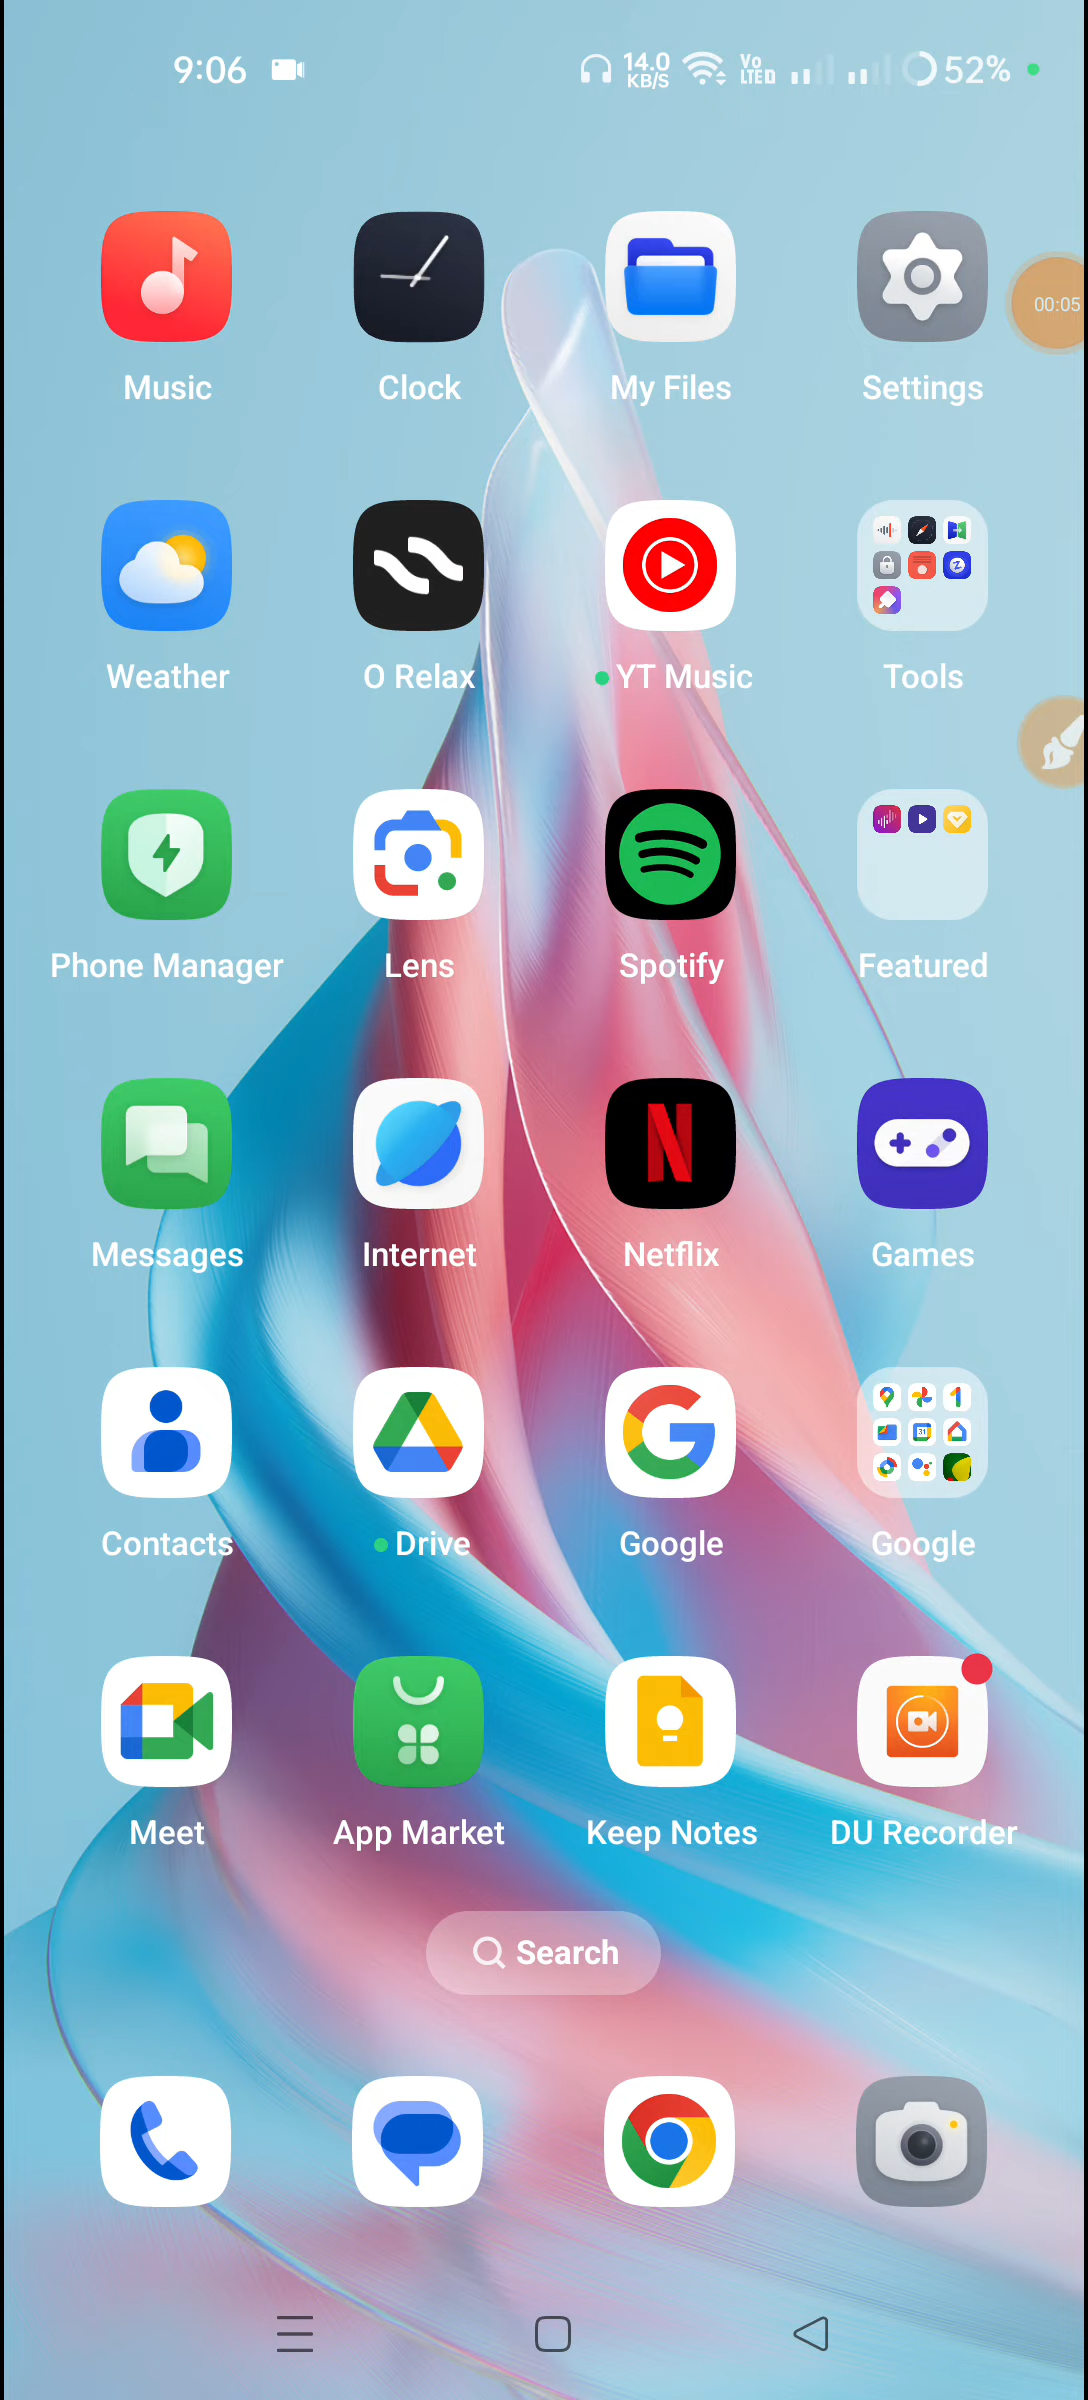 9:06
14.0
KB/S
Vo
LTED
52%
00:05
Music
Clock
My Files
Settings
Weather
O Relax
YT Music
Tools
Phone Manager
Lens
Spotify
Featured
Messages
Internet
Netflix
Games
31
Contacts
Drive
Google
Google
Meet
App Market
Keep Notes
DU Recorder
Search